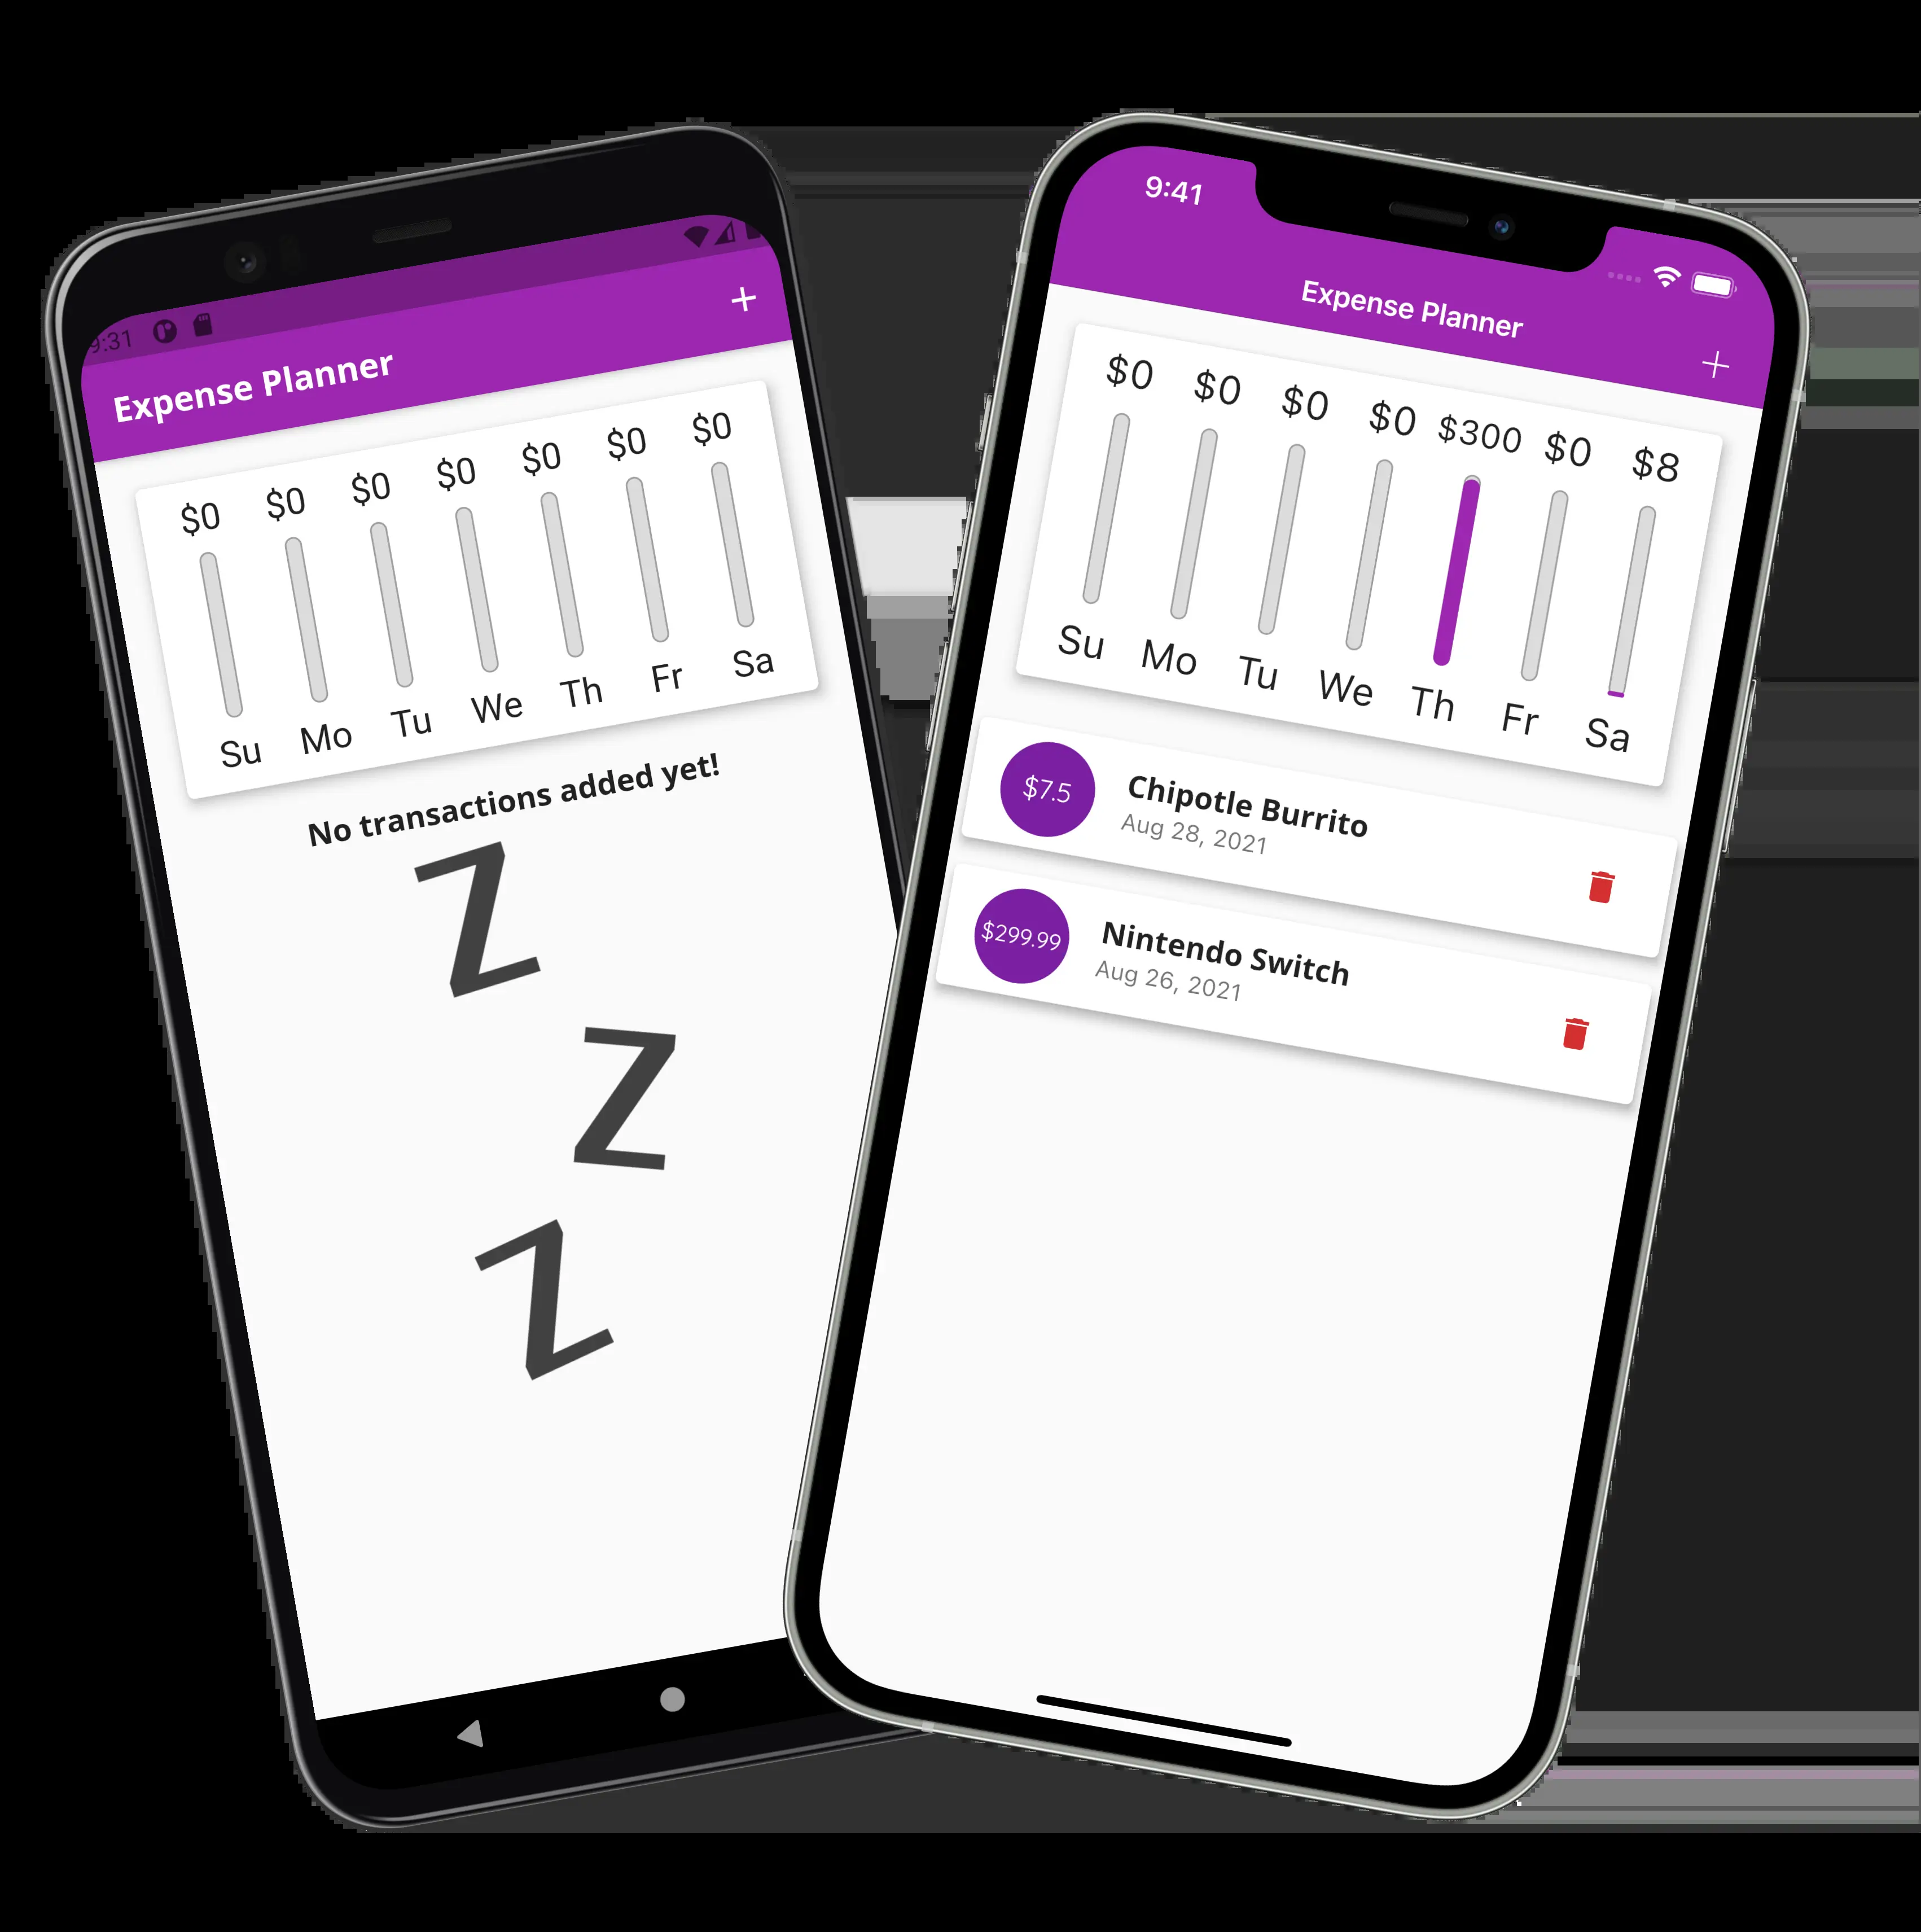 9:31
Expense Planner
+
$0 $0 $0 $0 $0 $0 $0
Su Mo Tu We Th Fr Sa
No transactions added yet!
Z
Z
Z
9:41
Expense Planner
+
$0 $0 $0 $0 $300 $0 $8
Su Mo Tu We Th Fr Sa
$7.5
Chipotle Burrito
Aug 28, 2021
$299.99
Nintendo Switch
Aug 26, 2021